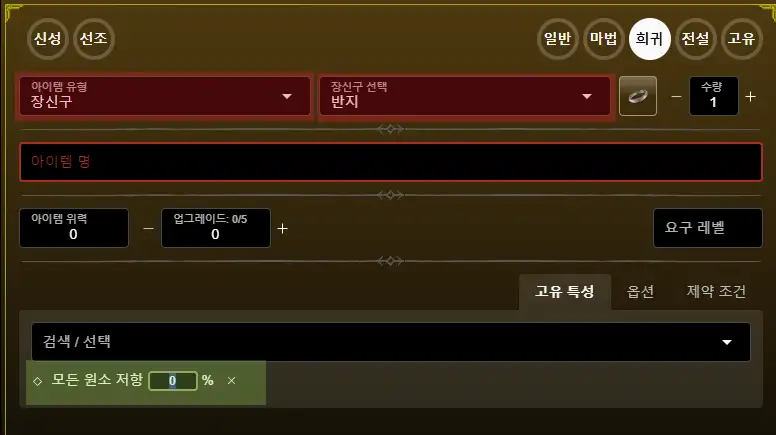 신성 선조 일반 마법 희귀 전설 고유
아이템 유형 장신구 선택 수량
장신구 반지 − 1 +
아이템 명
아이템 위력 업그레이드: 0/5
0 − 0 + 요구 레벨
고유 특성 옵션 제약 조건
검색 / 선택
◇ 모든 원소 저항 0 % ×